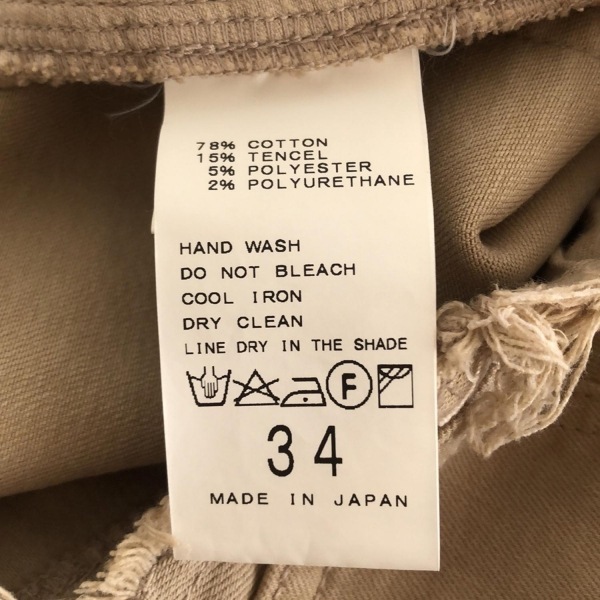 78% COTTON
15% TENCEL
5% POLYESTER
2% POLYURETHANE
HAND WASH
DO NOT BLEACH
COOL IRON
DRY CLEAN
LINE DRY IN THE SHADE
F
34
MADE IN JAPAN